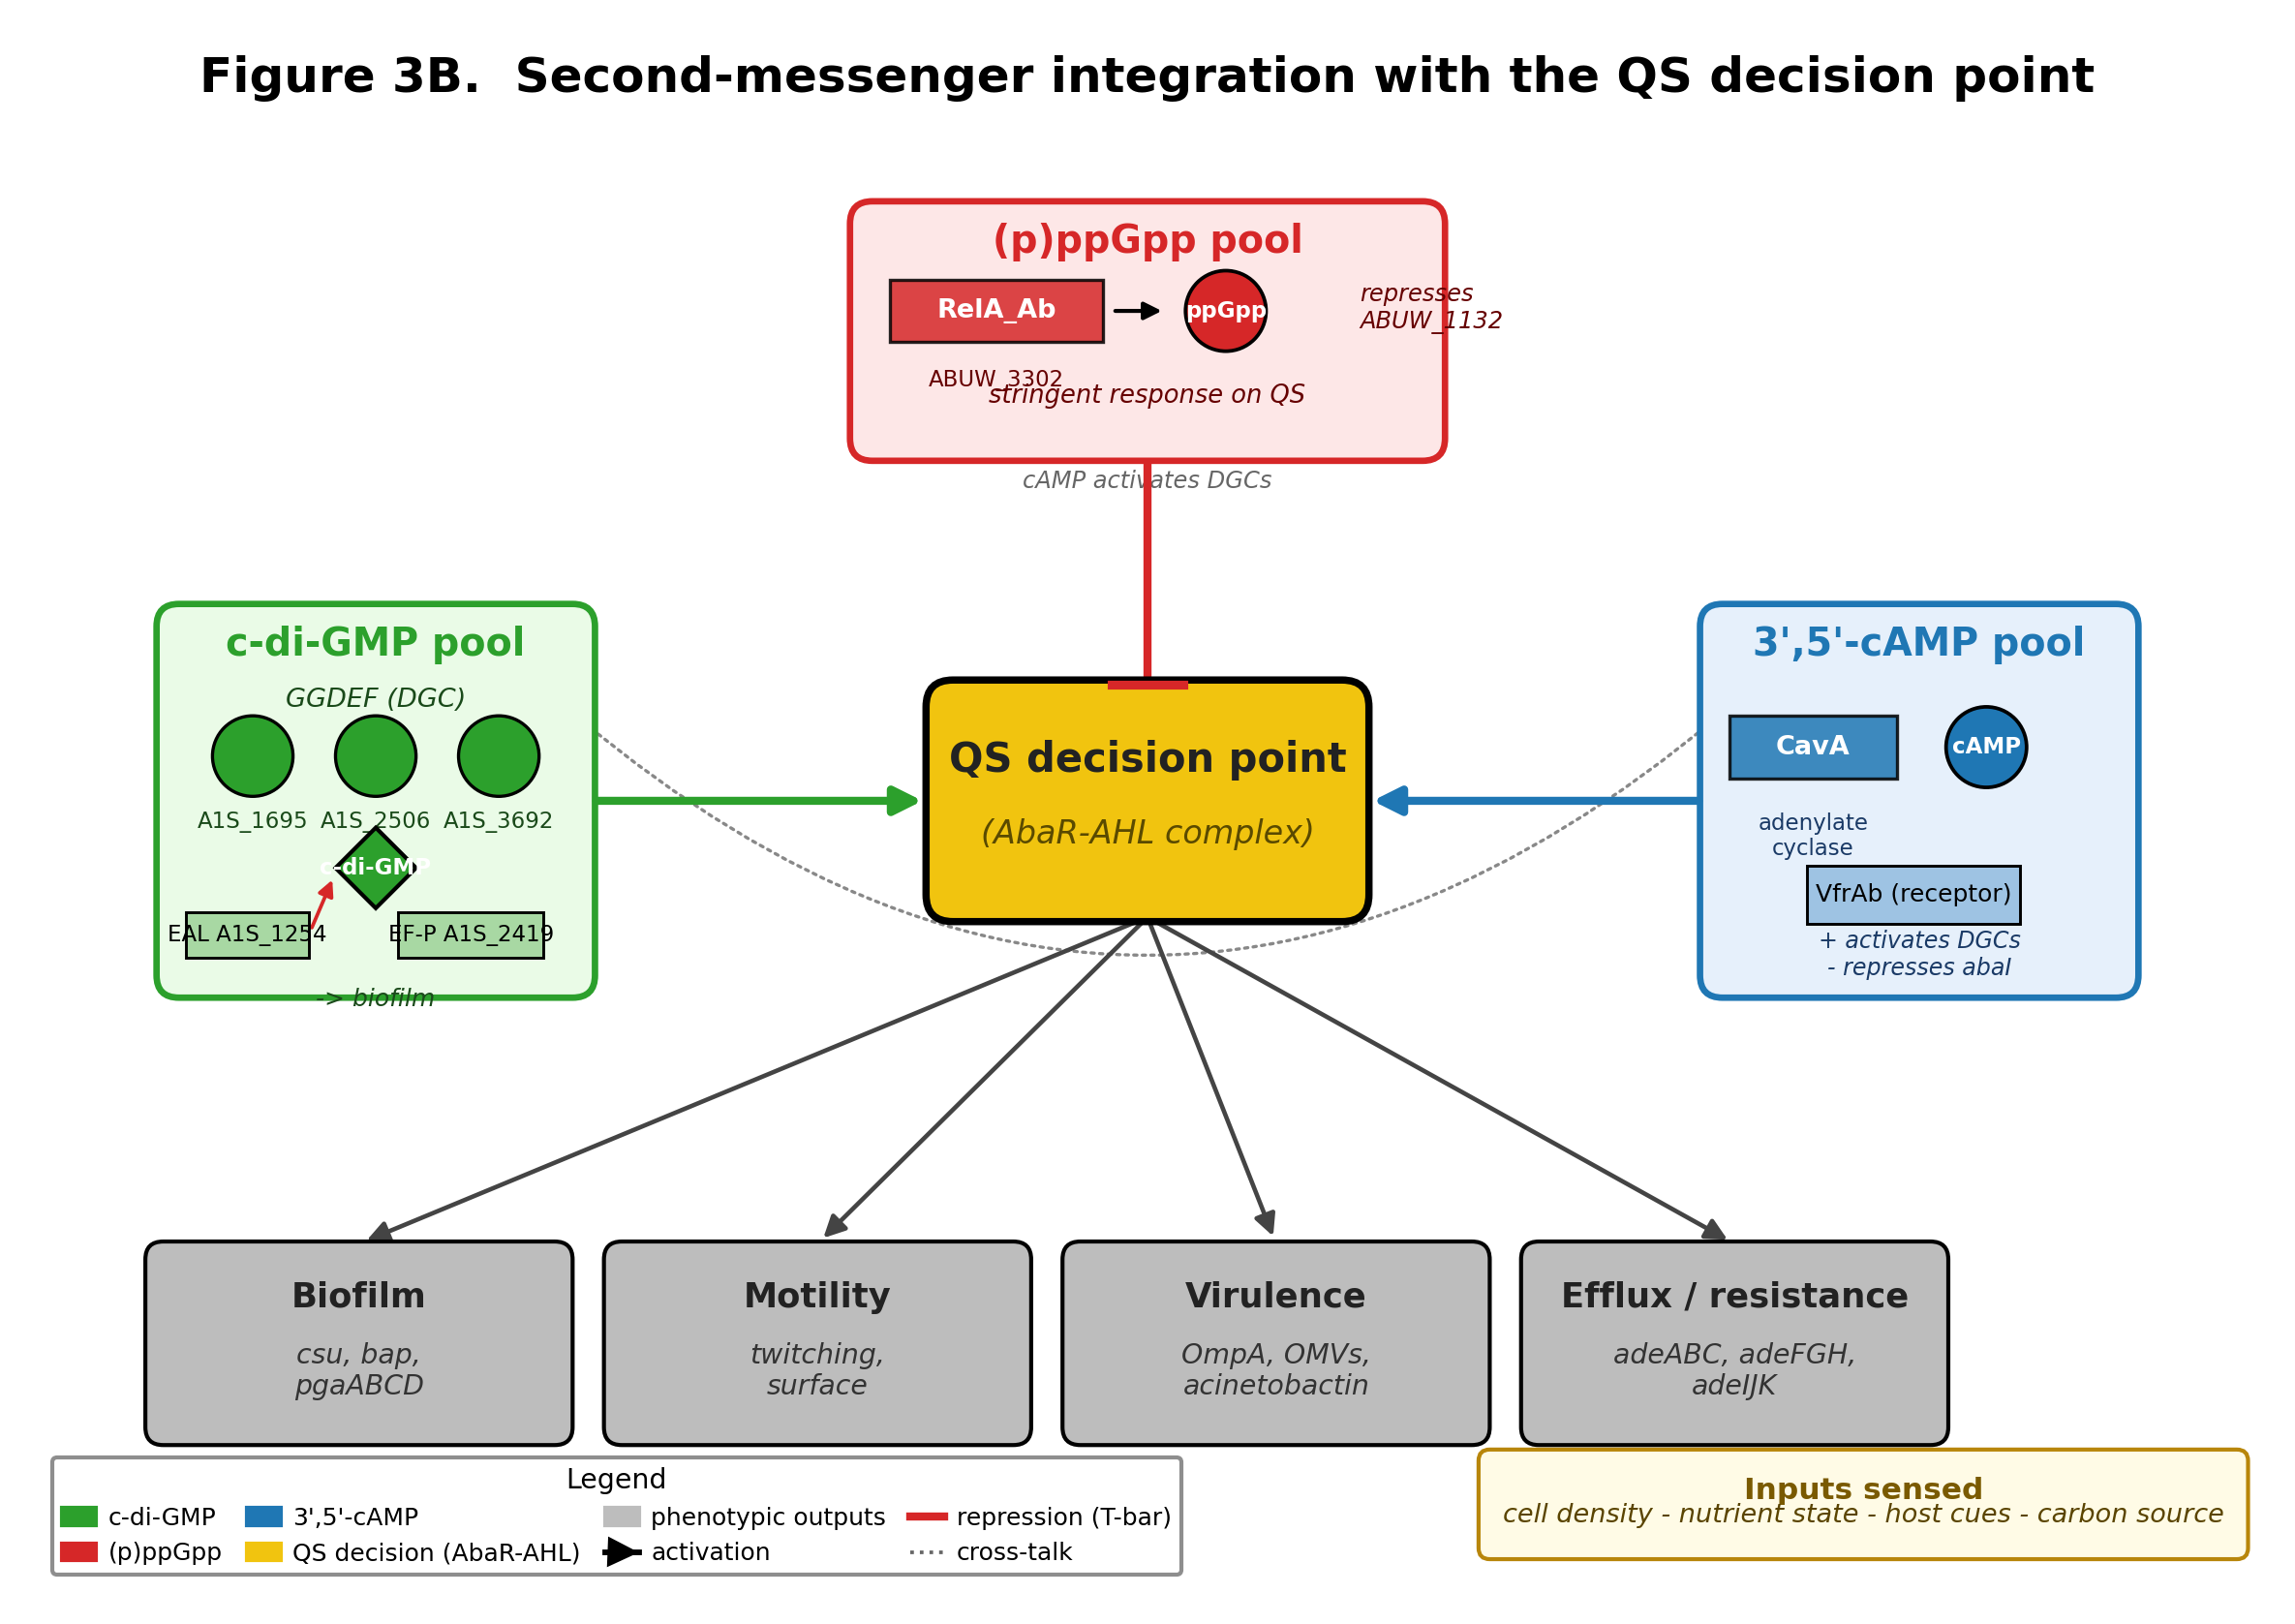 Figure 3B.  Second-messenger integration with the QS decision point
(p)ppGpp pool
RelA_Ab
ppGpp
represses
ABUW_1132
ABUW_3302
stringent response on QS
cAMP activates DGCs
c-di-GMP pool
GGDEF (DGC)
A1S_1695
A1S_2506
A1S_3692
c-di-GMP
EAL A1S_1254
EF-P A1S_2419
-> biofilm
QS decision point
(AbaR-AHL complex)
3',5'-cAMP pool
CavA
cAMP
adenylate
cyclase
VfrAb (receptor)
+ activates DGCs
- represses abaI
Biofilm
csu, bap,
pgaABCD
Motility
twitching,
surface
Virulence
OmpA, OMVs,
acinetobactin
Efflux / resistance
adeABC, adeFGH,
adeIJK
Legend
c-di-GMP
3',5'-cAMP
phenotypic outputs
repression (T-bar)
(p)ppGpp
QS decision (AbaR-AHL)
activation
cross-talk
Inputs sensed
cell density - nutrient state - host cues - carbon source